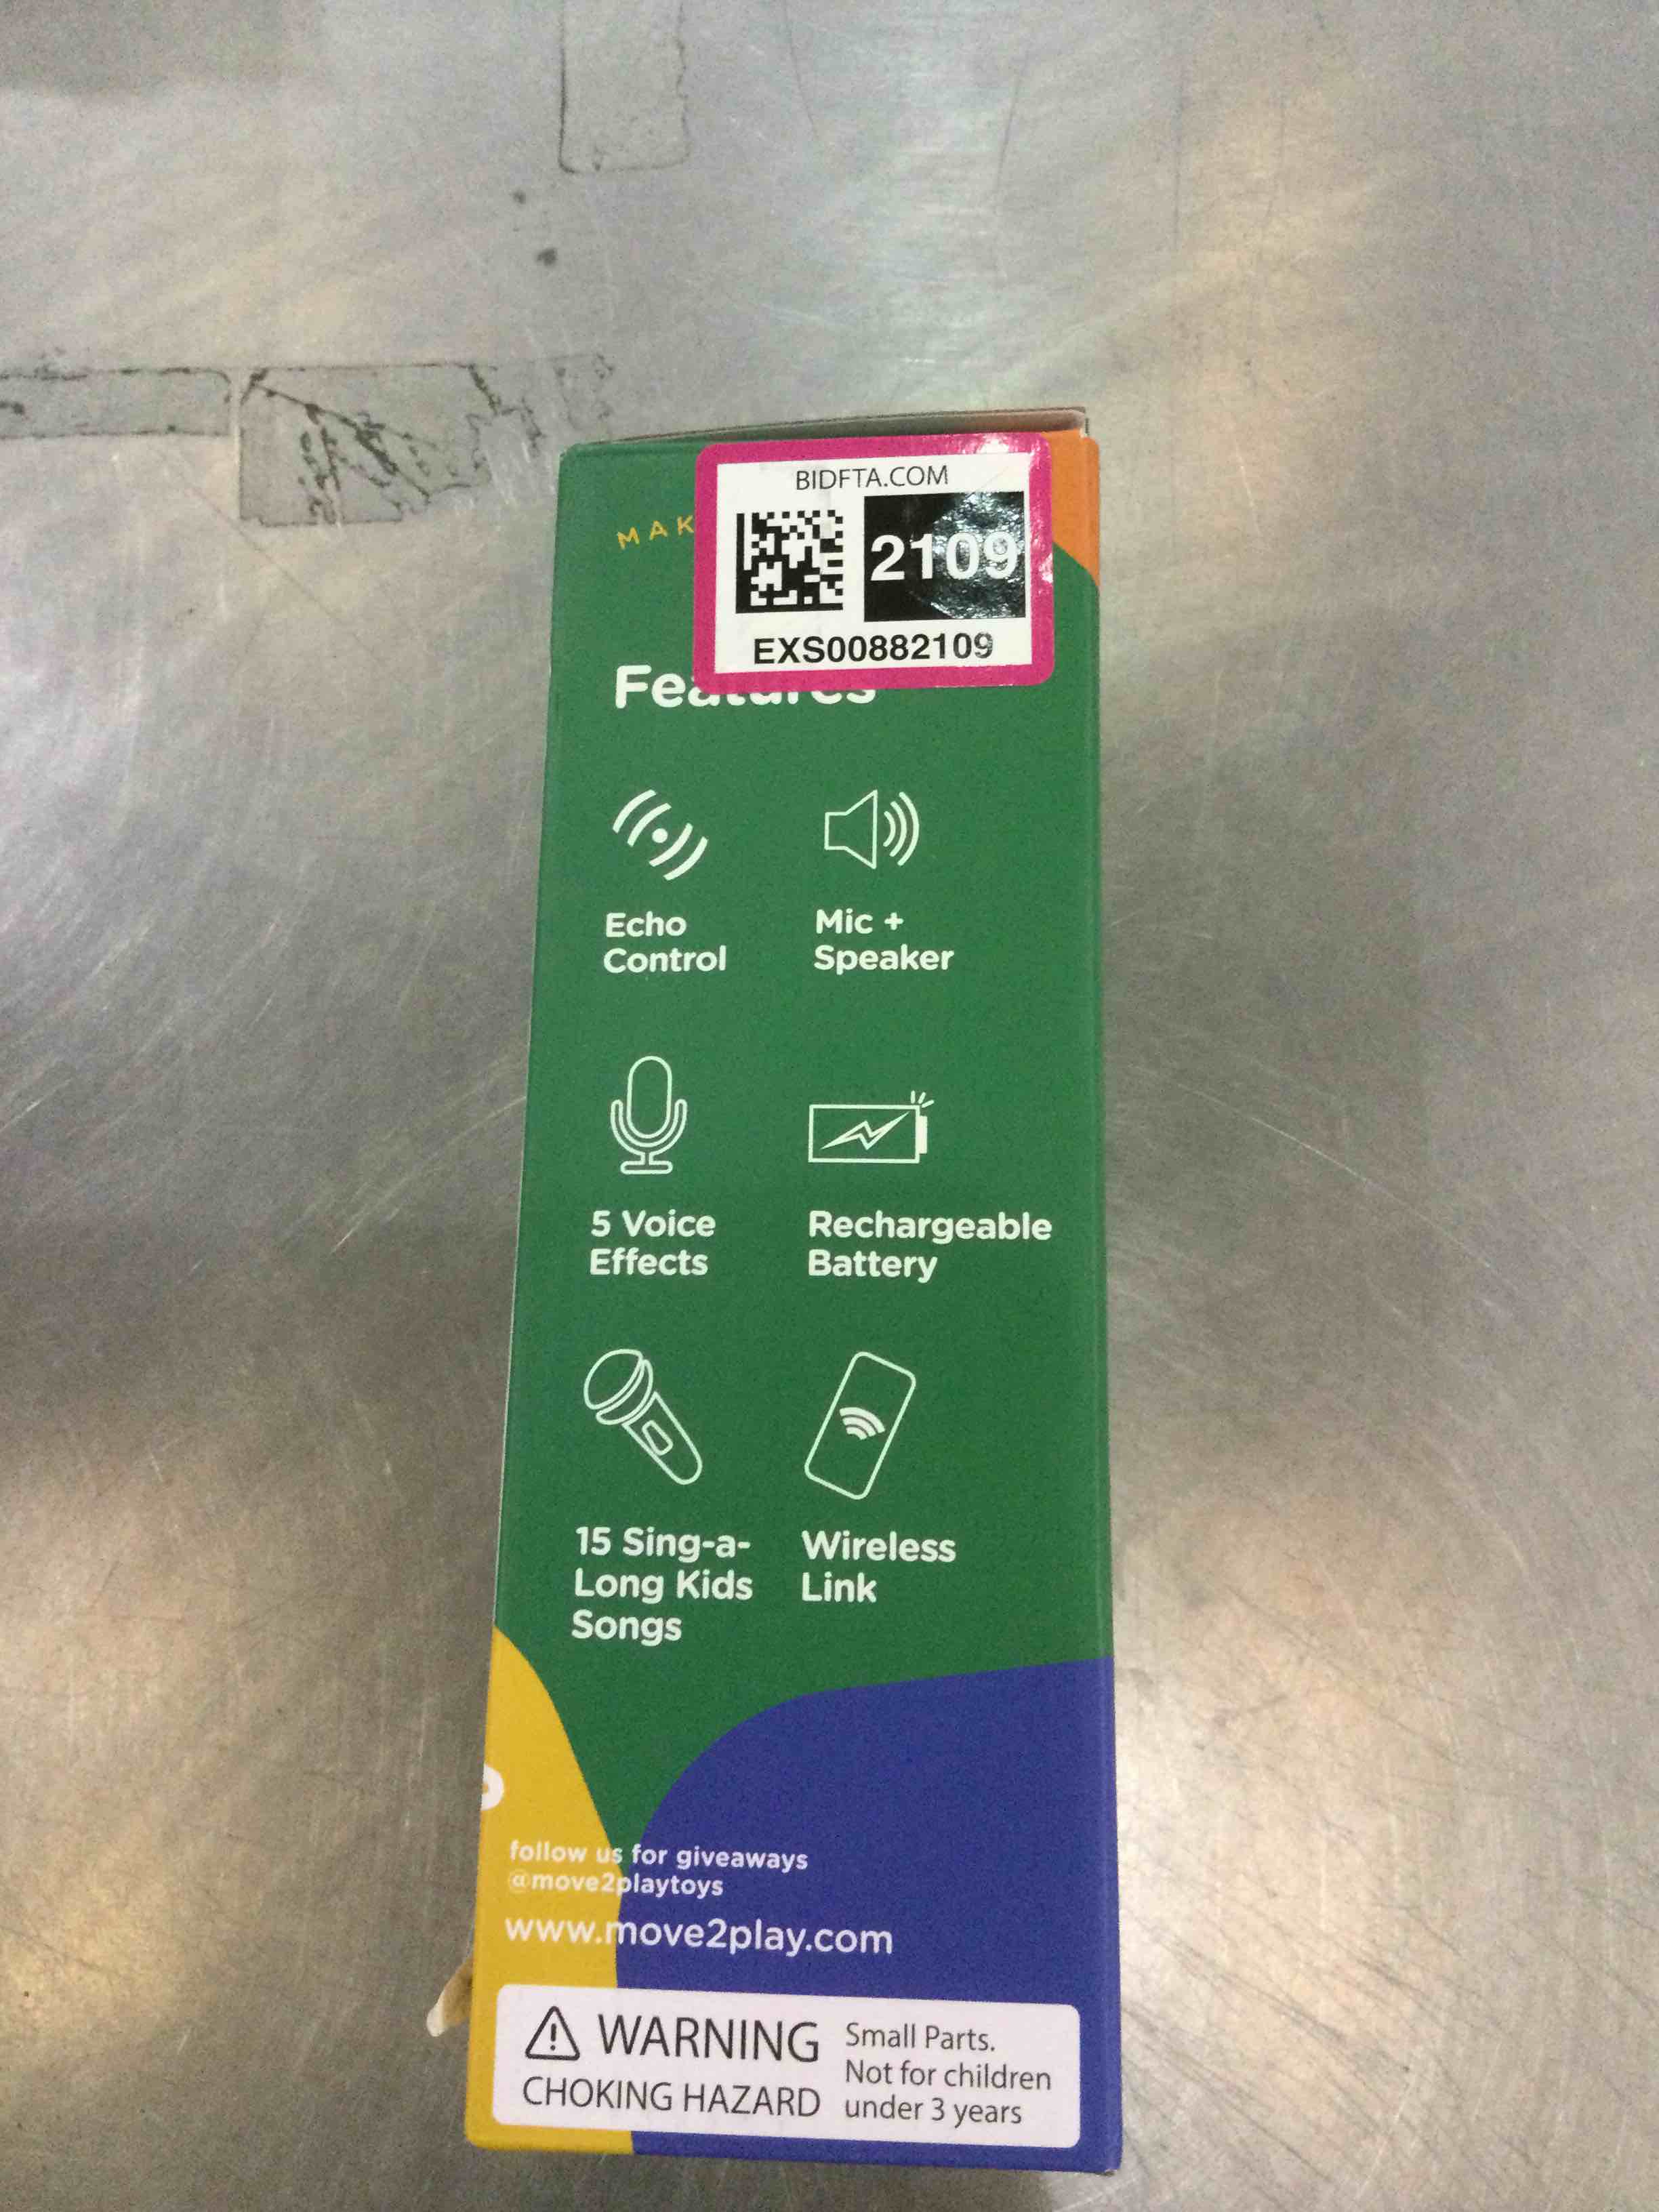 BIDFTA.COM
2109
EXS00882109
MAK
Features
Echo
Control
Mic +
Speaker
5 Voice
Effects
Rechargeable
Battery
15 Sing-a-
Long Kids
Songs
Wireless
Link
follow us for giveaways
@move2playtoys
www.move2play.com
WARNING
CHOKING HAZARD
Small Parts.
Not for children
under 3 years